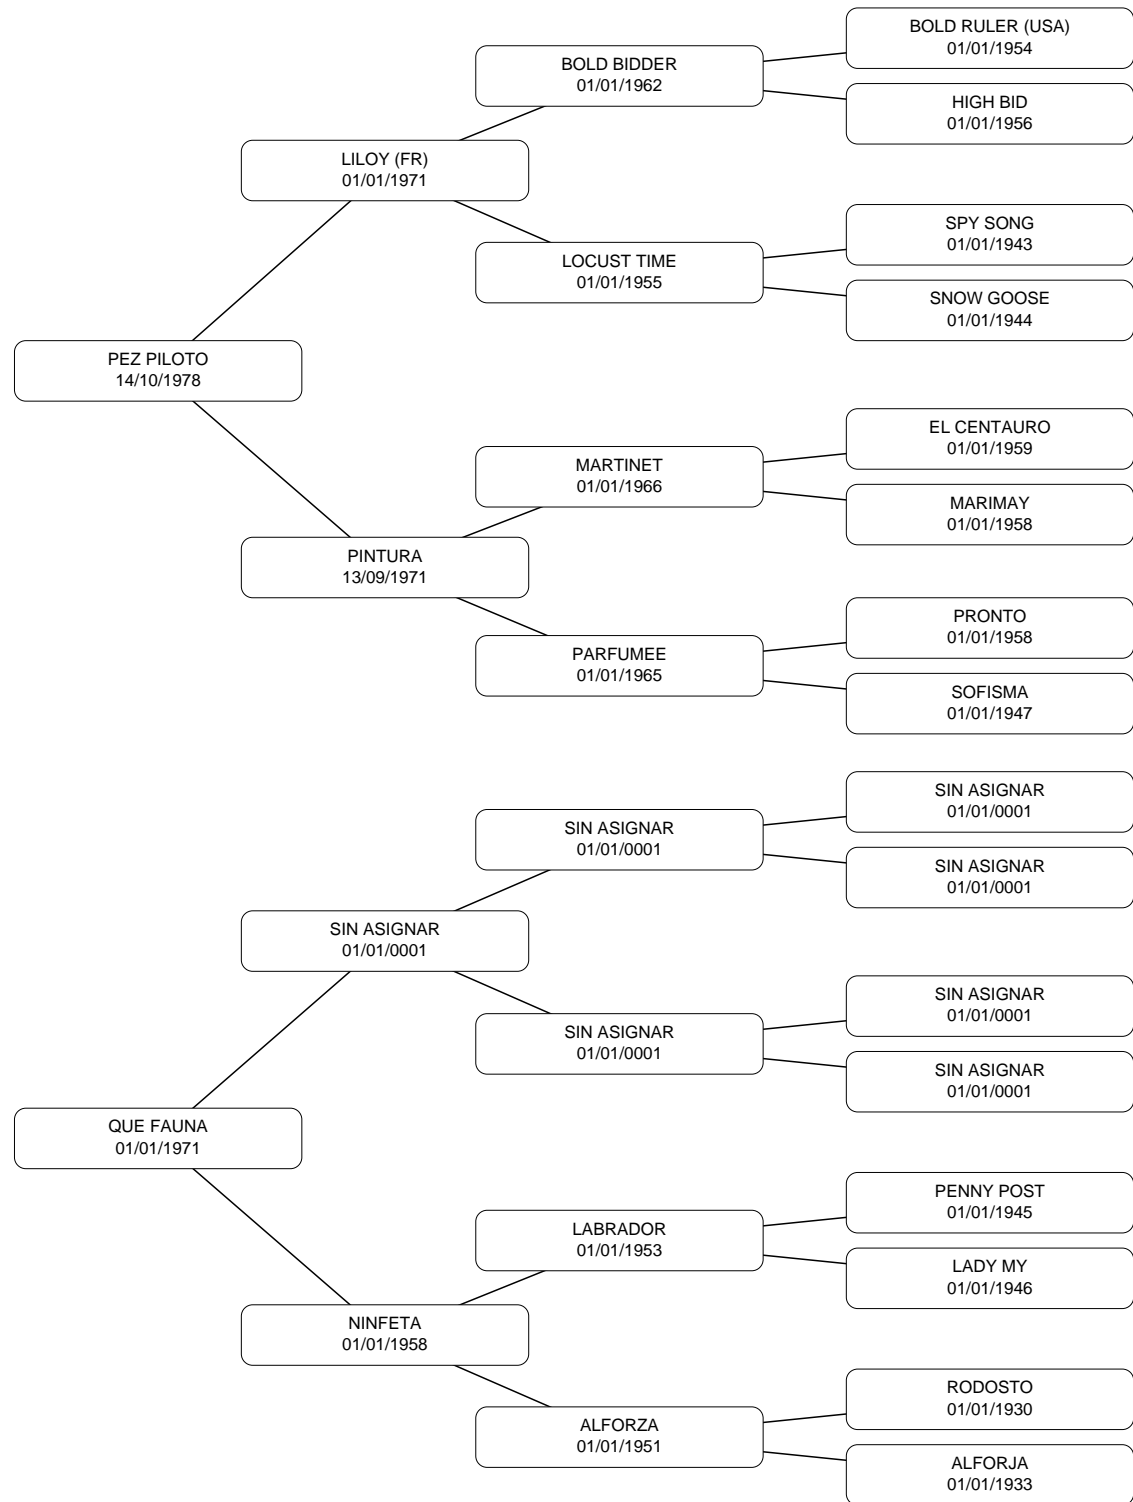 BOLD RULER (USA)
01/01/1954
BOLD BIDDER
01/01/1962
HIGH BID
01/01/1956
LILOY (FR)
01/01/1971
SPY SONG
01/01/1943
LOCUST TIME
01/01/1955
SNOW GOOSE
01/01/1944
PEZ PILOTO
14/10/1978
EL CENTAURO
01/01/1959
MARTINET
01/01/1966
MARIMAY
01/01/1958
PINTURA
13/09/1971
PRONTO
01/01/1958
PARFUMEE
01/01/1965
SOFISMA
01/01/1947
SIN ASIGNAR
01/01/0001
SIN ASIGNAR
01/01/0001
SIN ASIGNAR
01/01/0001
SIN ASIGNAR
01/01/0001
SIN ASIGNAR
01/01/0001
SIN ASIGNAR
01/01/0001
SIN ASIGNAR
01/01/0001
QUE FAUNA
01/01/1971
PENNY POST
01/01/1945
LABRADOR
01/01/1953
LADY MY
01/01/1946
NINFETA
01/01/1958
RODOSTO
01/01/1930
ALFORZA
01/01/1951
ALFORJA
01/01/1933